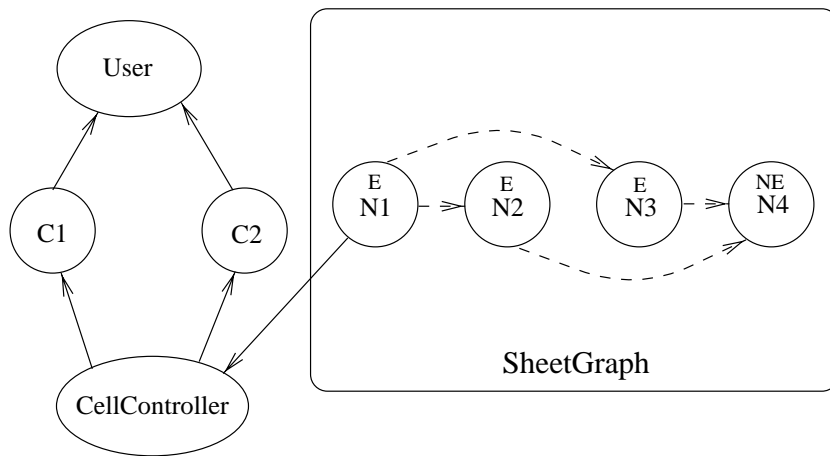 User
C1
C2
CellController
E
N1
E
N2
E
N3
NE
N4
SheetGraph